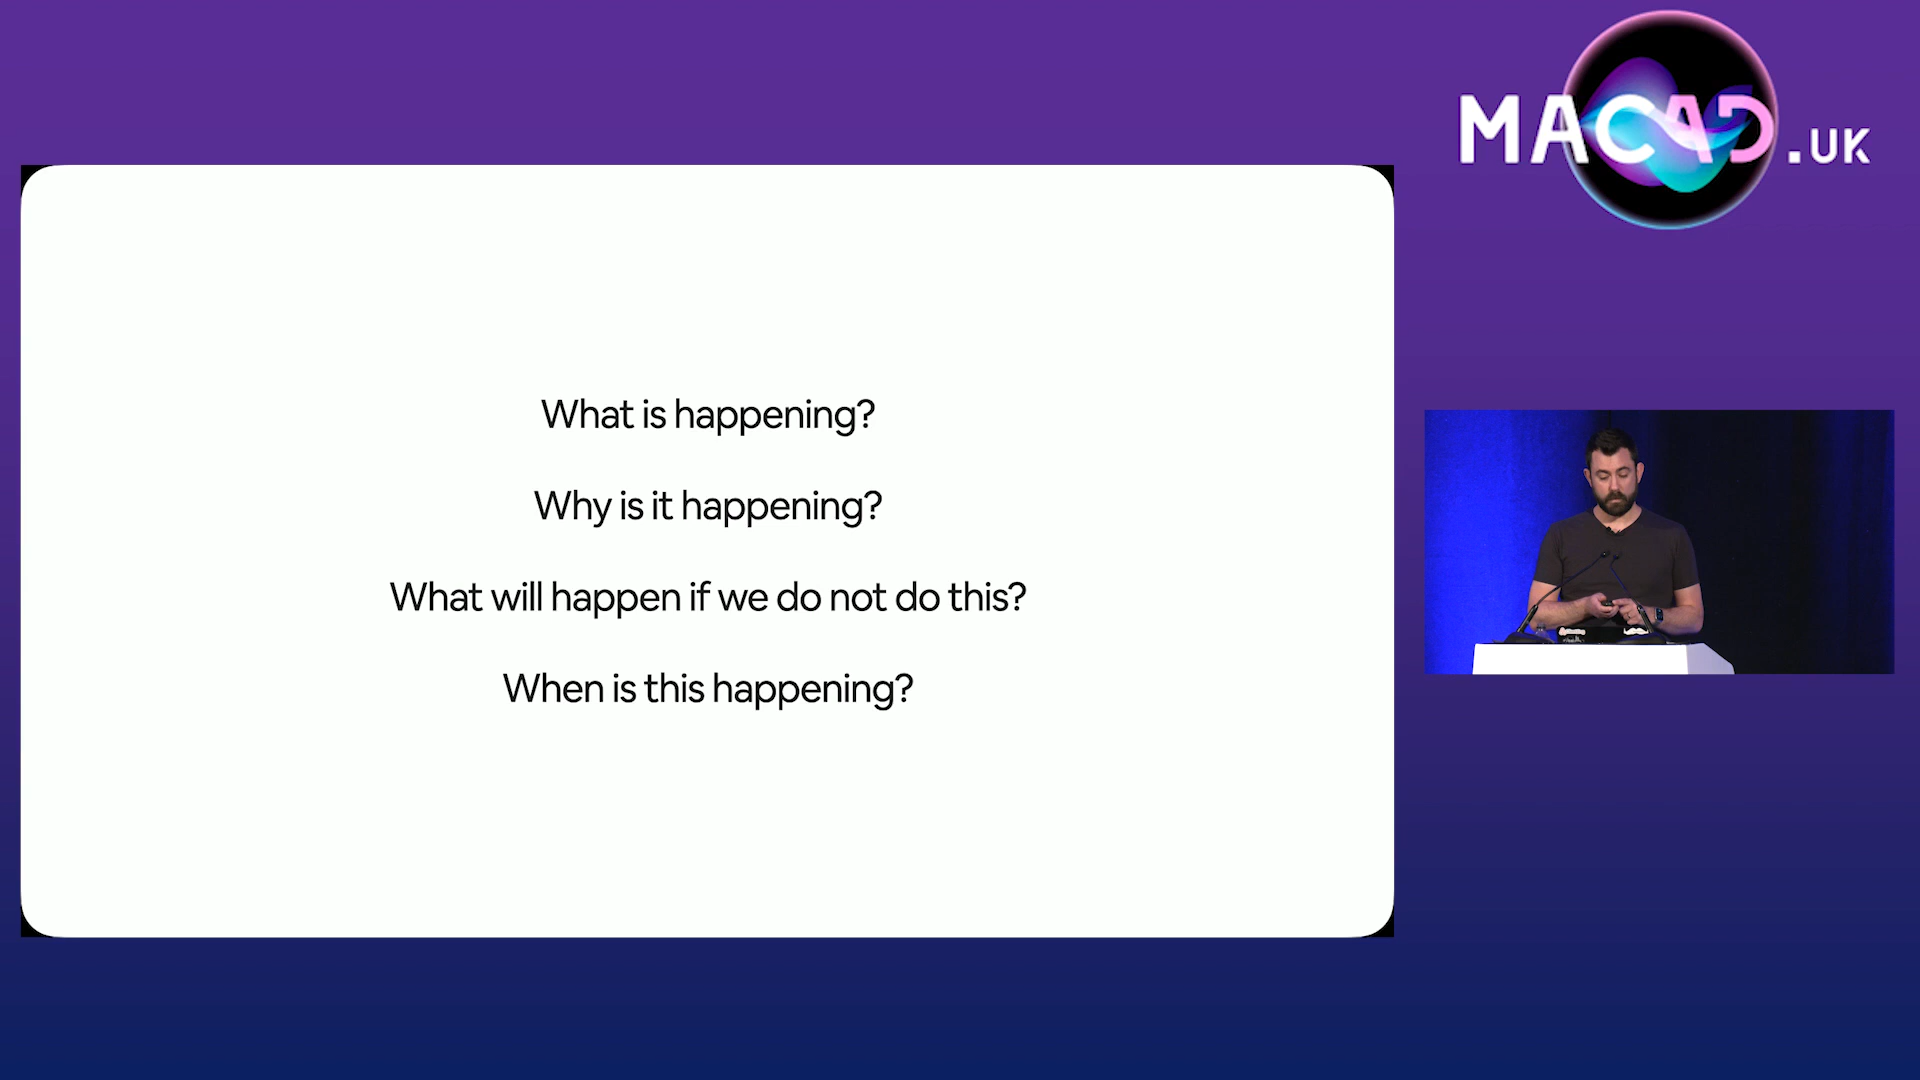 MACAD.UK
What is happening?
Why is it happening?
What will happen if we do not do this?
When is this happening?